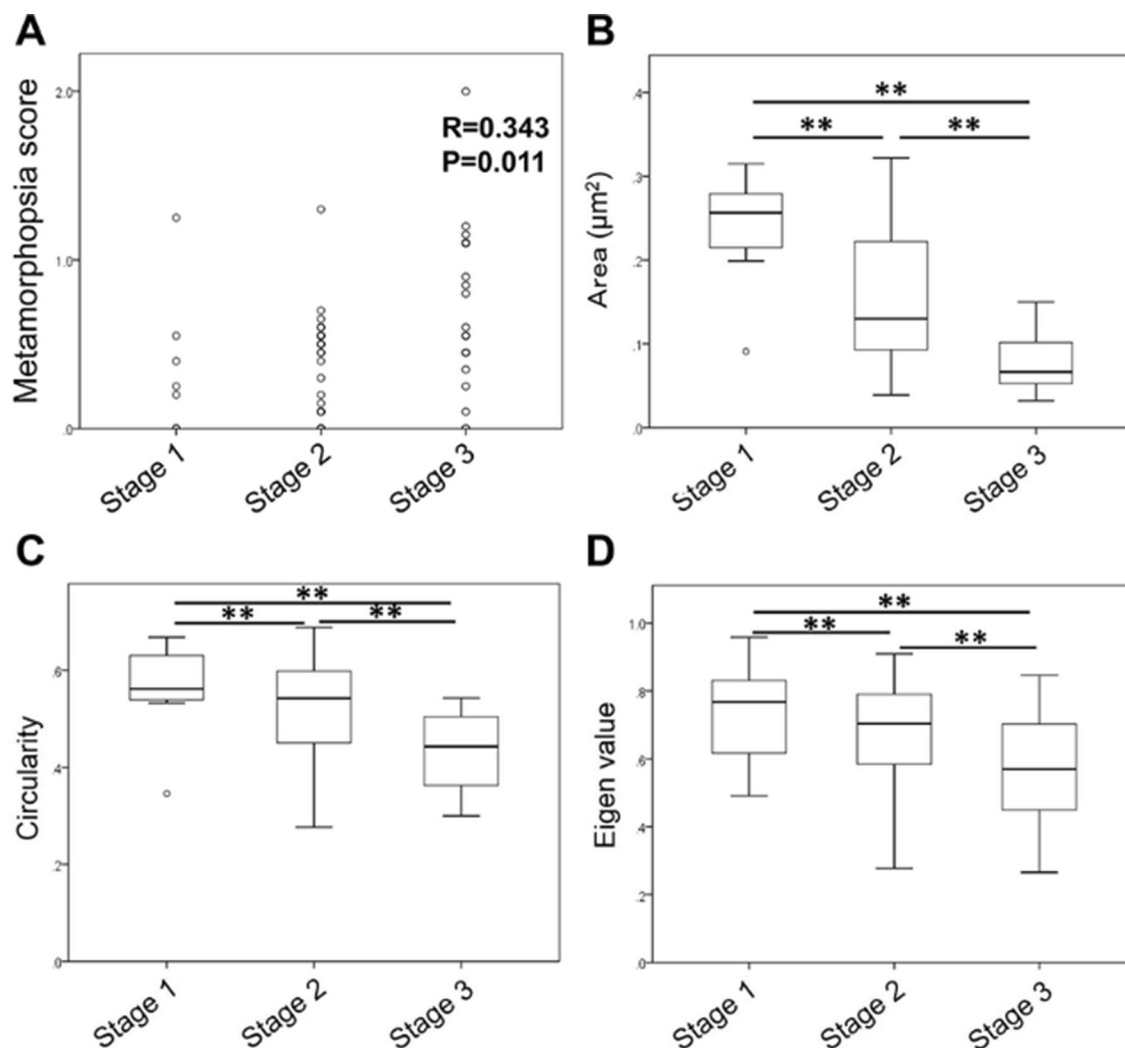 A
Metamorphopsia score
2.0
1.0
.0
R=0.343
P=0.011
Stage 1
Stage 2
Stage 3
B
Area (μm²)
.4
.3
.2
.1
.0
**
**
**
Stage 1
Stage 2
Stage 3
C
Circularity
.6
.4
.2
.0
**
**
**
Stage 1
Stage 2
Stage 3
D
Eigen value
1.0
.8
.6
.4
.2
.0
**
**
**
Stage 1
Stage 2
Stage 3